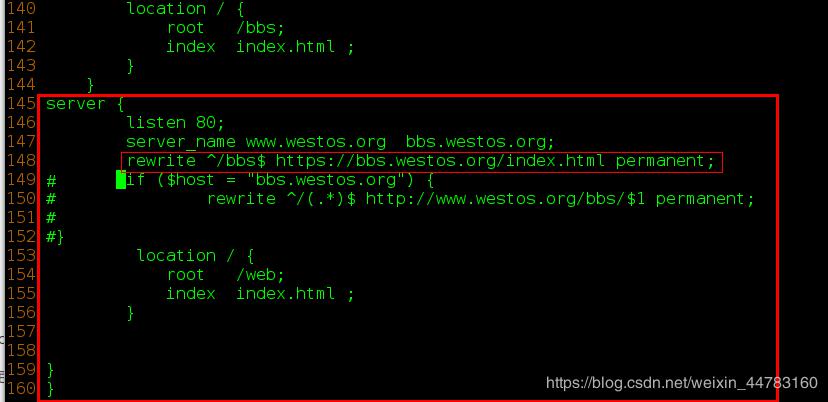 140         location / {
141             root   /bbs;
142             index  index.html ;
143         }
144     }
145 server {
146         listen 80;
147         server_name www.westos.org  bbs.westos.org;
148         rewrite ^/bbs$ https://bbs.westos.org/index.html permanent;
149 #       if ($host = "bbs.westos.org") {
150 #               rewrite ^/(.*)$ http://www.westos.org/bbs/$1 permanent;
151 #
152 #}
153          location / {
154             root   /web;
155             index  index.html ;
156         }
157
158
159 }
160 }
https://blog.csdn.net/weixin_44783160